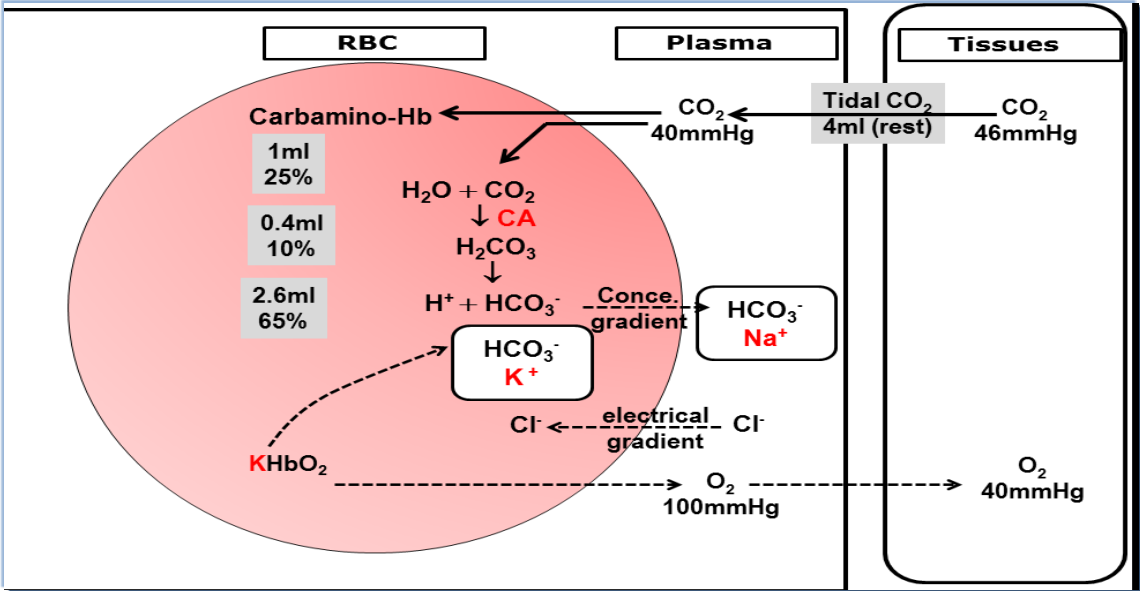 RBC
Plasma
Tissues
Carbamino-Hb
CO₂
40mmHg
Tidal CO₂
4ml (rest)
CO₂
46mmHg
1ml
25%
H₂O + CO₂
CA
0.4ml
10%
H₂CO₃
2.6ml
65%
H⁺ + HCO₃⁻
Conce.
gradient
HCO₃⁻
Na⁺
HCO₃⁻
K⁺
Cl⁻
electrical
gradient
Cl⁻
KHbO₂
O₂
100mmHg
O₂
40mmHg